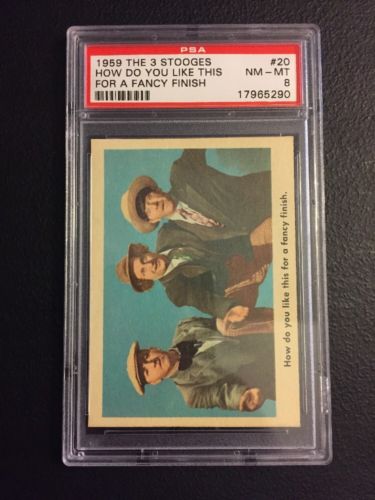 PSA
1959 THE 3 STOOGES #20
HOW DO YOU LIKE THIS NM-MT
FOR A FANCY FINISH 8
17965290
How do you like this for a fancy finish.